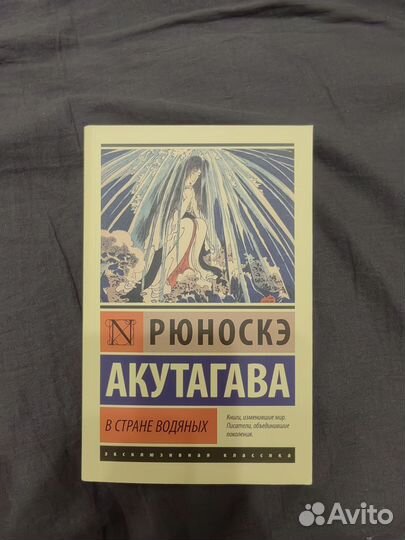 N РЮНОСКЭ
АКУТАГАВА
В СТРАНЕ ВОДЯНЫХ
Книги, изменившие мир.
Писатели, объединившие
поколения.
эксклюзивная классика
Avito